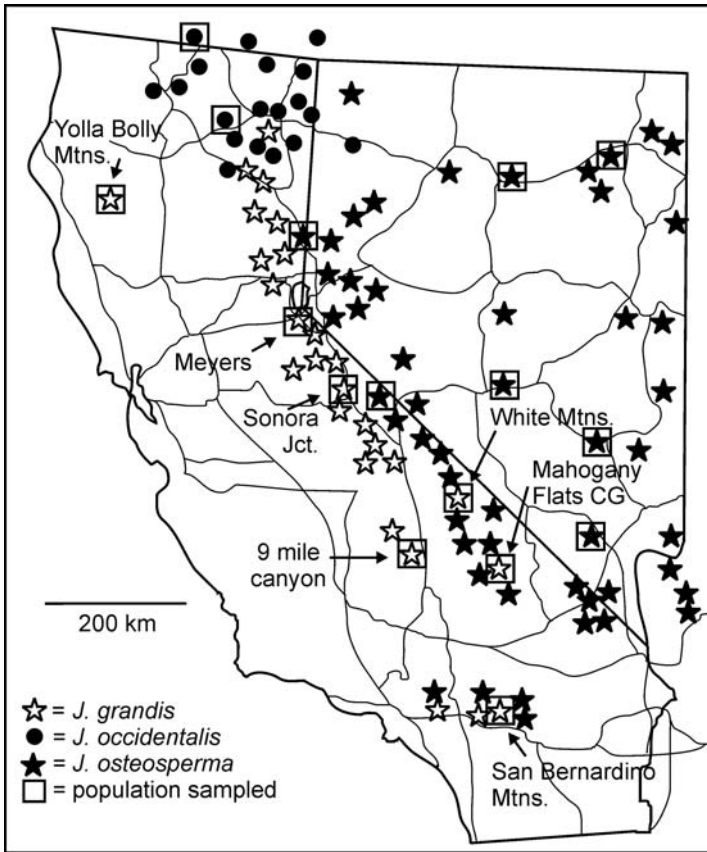 Yolla Bolly
Mtns.
Meyers
Sonora
Jct.
White Mtns.
Mahogany
Flats CG
9 mile
canyon
200 km
= J. grandis
= J. occidentalis
= J. osteosperma
= population sampled
San Bernardino
Mtns.